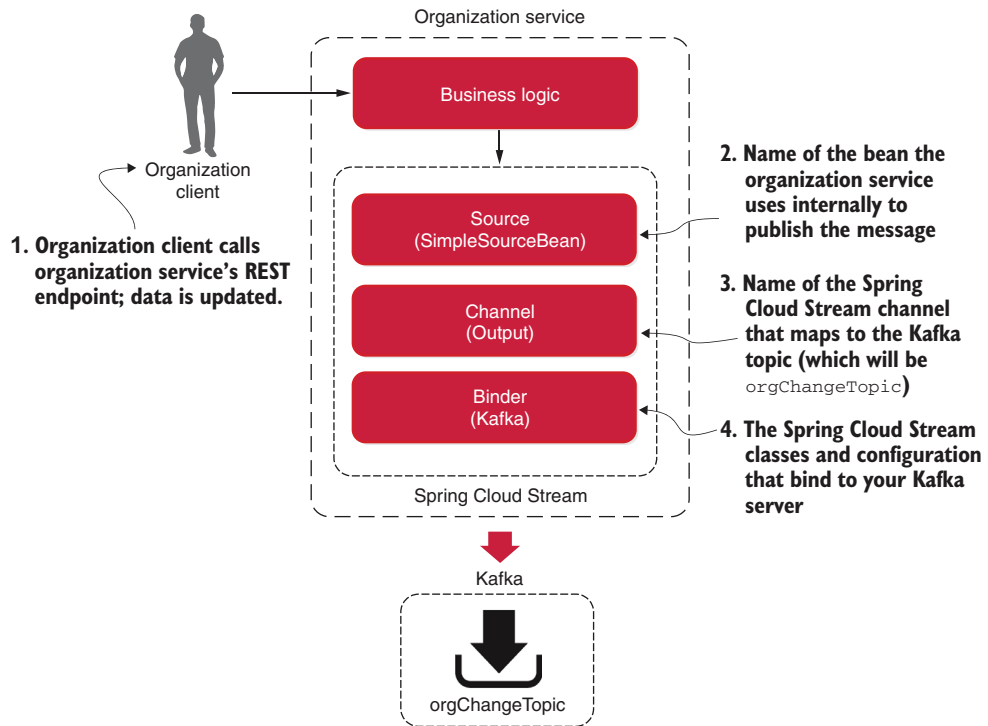 Organization service
Business logic
Organization
client
1. Organization client calls
organization service’s REST
endpoint; data is updated.
Source
(SimpleSourceBean)
Channel
(Output)
Binder
(Kafka)
Spring Cloud Stream
2. Name of the bean the
organization service
uses internally to
publish the message
3. Name of the Spring
Cloud Stream channel
that maps to the Kafka
topic (which will be
orgChangeTopic)
4. The Spring Cloud Stream
classes and configuration
that bind to your Kafka
server
Kafka
orgChangeTopic